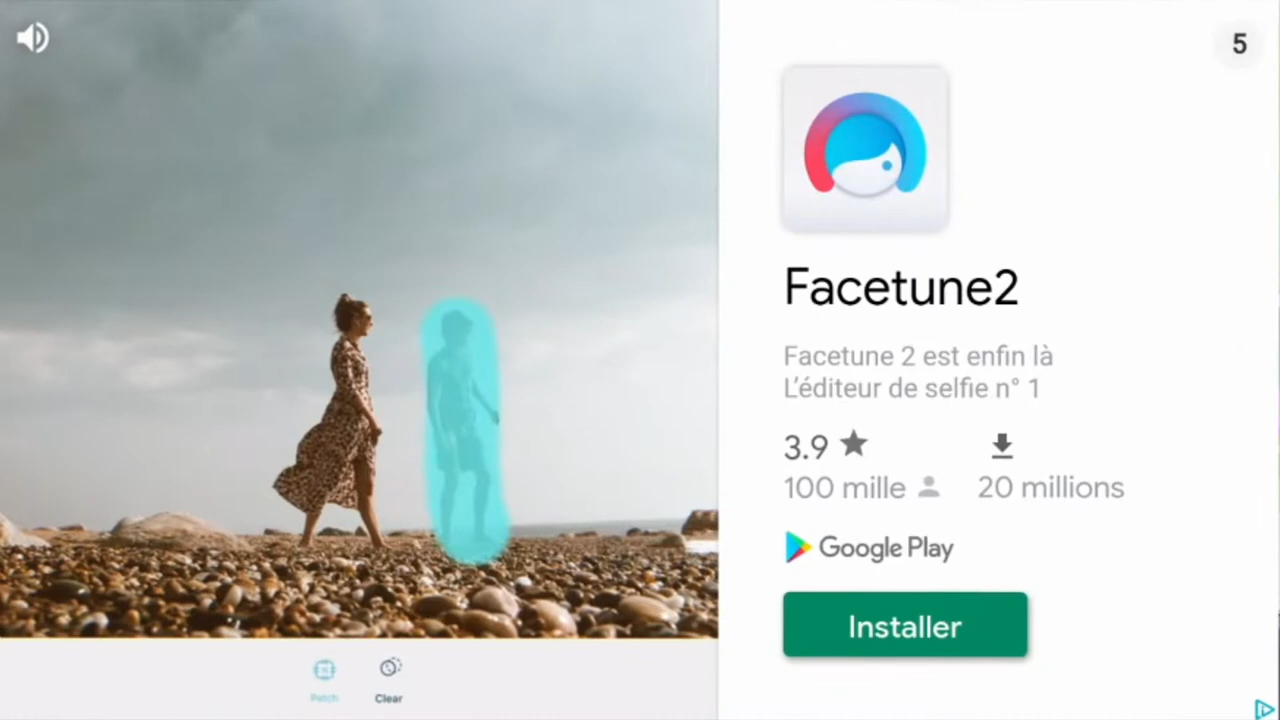 5
Facetune2
Facetune 2 est enfin là
L'éditeur de selfie n° 1
3.9
100 mille
20 millions
Google Play
Installer
Patch
Clear